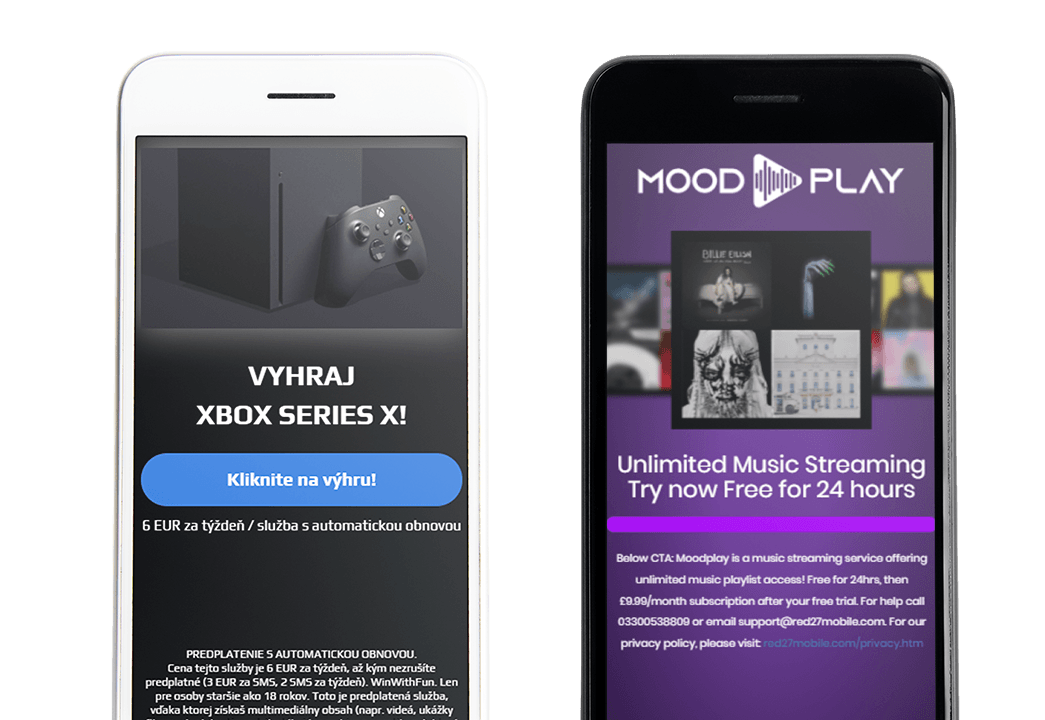 VYHRAJ
XBOX SERIES X!
Kliknite na výhru!
6 EUR za týždeň / služba s automatickou obnovou
PREDPLATENIE S AUTOMATICKOU OBNOVOU.
Cena tejto služby je 6 EUR za týždeň, až kým nezrušíte
predplatné (3 EUR za SMS, 2 SMS za týždeň). WinWithFun. Len
pre osoby staršie ako 18 rokov. Toto je predplatená služba,
vďaka ktorej získaš multimediálny obsah (napr. videá, ukážky
MOOD PLAY
BILLIE EILISH
Unlimited Music Streaming
Try now Free for 24 hours
Below CTA: Moodplay is a music streaming service offering
unlimited music playlist access! Free for 24hrs, then
£9.99/month subscription after your free trial. For help call
03300538809 or email support@red27mobile.com. For our
privacy policy, please visit: red27mobile.com/privacy.htm